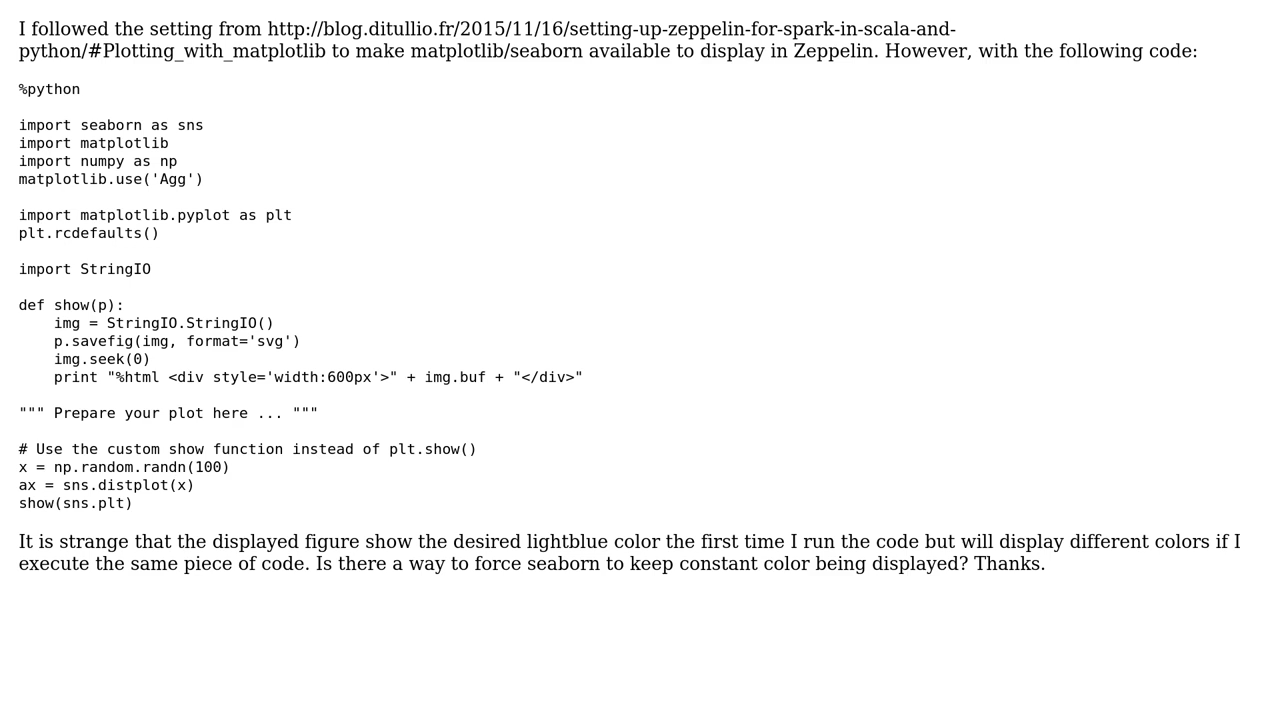 I followed the setting from http://blog.ditullio.fr/2015/11/16/setting-up-zeppelin-for-spark-in-scala-and-
python/#Plotting_with_matplotlib to make matplotlib/seaborn available to display in Zeppelin. However, with the following code:
%python
import seaborn as sns
import matplotlib
import numpy as np
matplotlib.use('Agg')
import matplotlib.pyplot as plt
plt.rcdefaults()
import StringIO
def show(p):
    img = StringIO.StringIO()
    p.savefig(img, format='svg')
    img.seek(0)
    print "%html <div style='width:600px'>" + img.buf + "</div>"
""" Prepare your plot here ... """
# Use the custom show function instead of plt.show()
x = np.random.randn(100)
ax = sns.distplot(x)
show(sns.plt)
It is strange that the displayed figure show the desired lightblue color the first time I run the code but will display different colors if I
execute the same piece of code. Is there a way to force seaborn to keep constant color being displayed? Thanks.